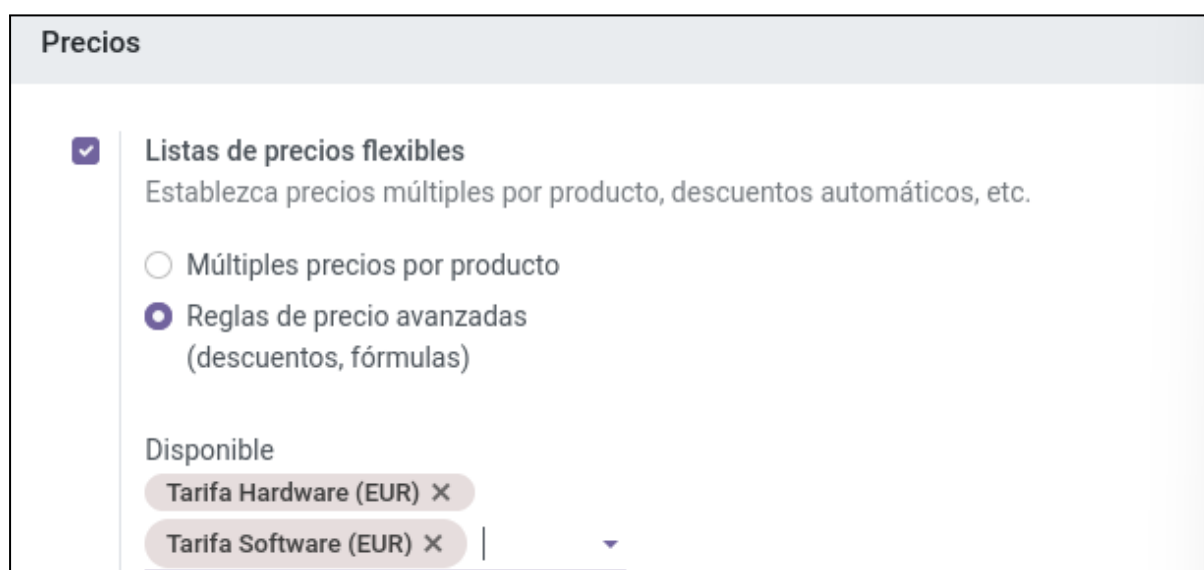 Precios
Listas de precios flexibles
Establezca precios múltiples por producto, descuentos automáticos, etc.
Múltiples precios por producto
Reglas de precio avanzadas
(descuentos, fórmulas)
Disponible
Tarifa Hardware (EUR) ✕
Tarifa Software (EUR) ✕